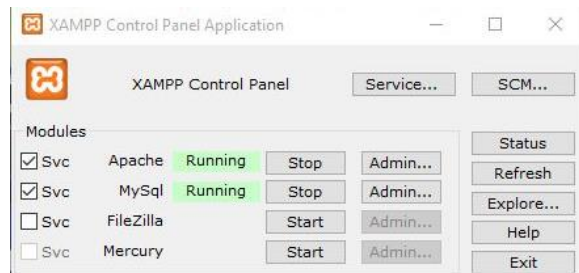 XAMPP Control Panel Application
XAMPP Control Panel Service... SCM...
Modules
Status
Svc Apache Running Stop Admin...
Refresh
Svc MySql Running Stop Admin...
Explore...
Svc FileZilla Start Admin...
Help
Svc Mercury Start Admin...
Exit